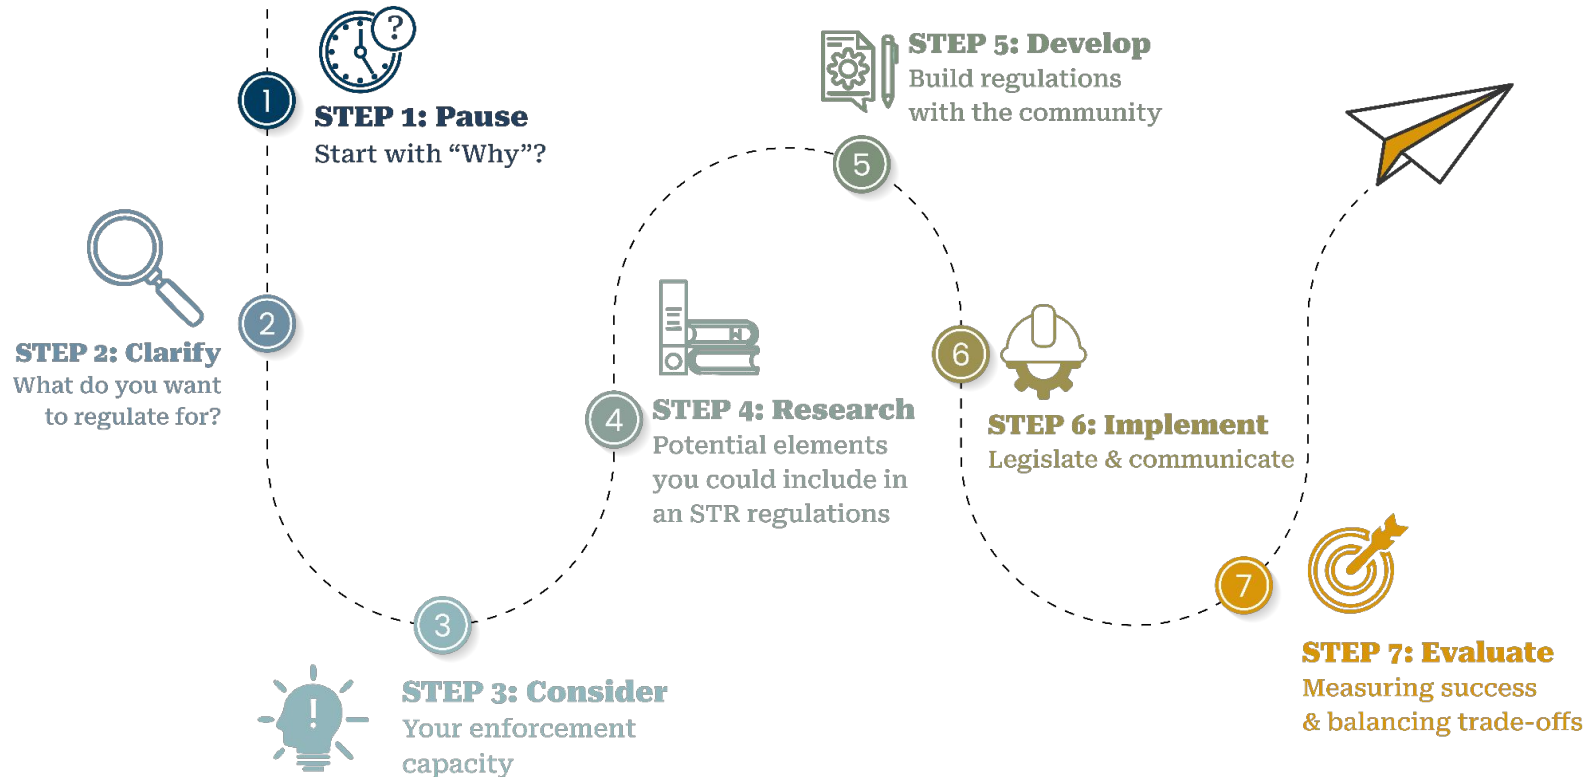 ?
1
STEP 1: Pause
Start with “Why”?
2
STEP 2: Clarify
What do you want
to regulate for?
3
!
STEP 3: Consider
Your enforcement
capacity
4
STEP 4: Research
Potential elements
you could include in
an STR regulations
5
STEP 5: Develop
Build regulations
with the community
6
STEP 6: Implement
Legislate & communicate
7
STEP 7: Evaluate
Measuring success
& balancing trade-offs